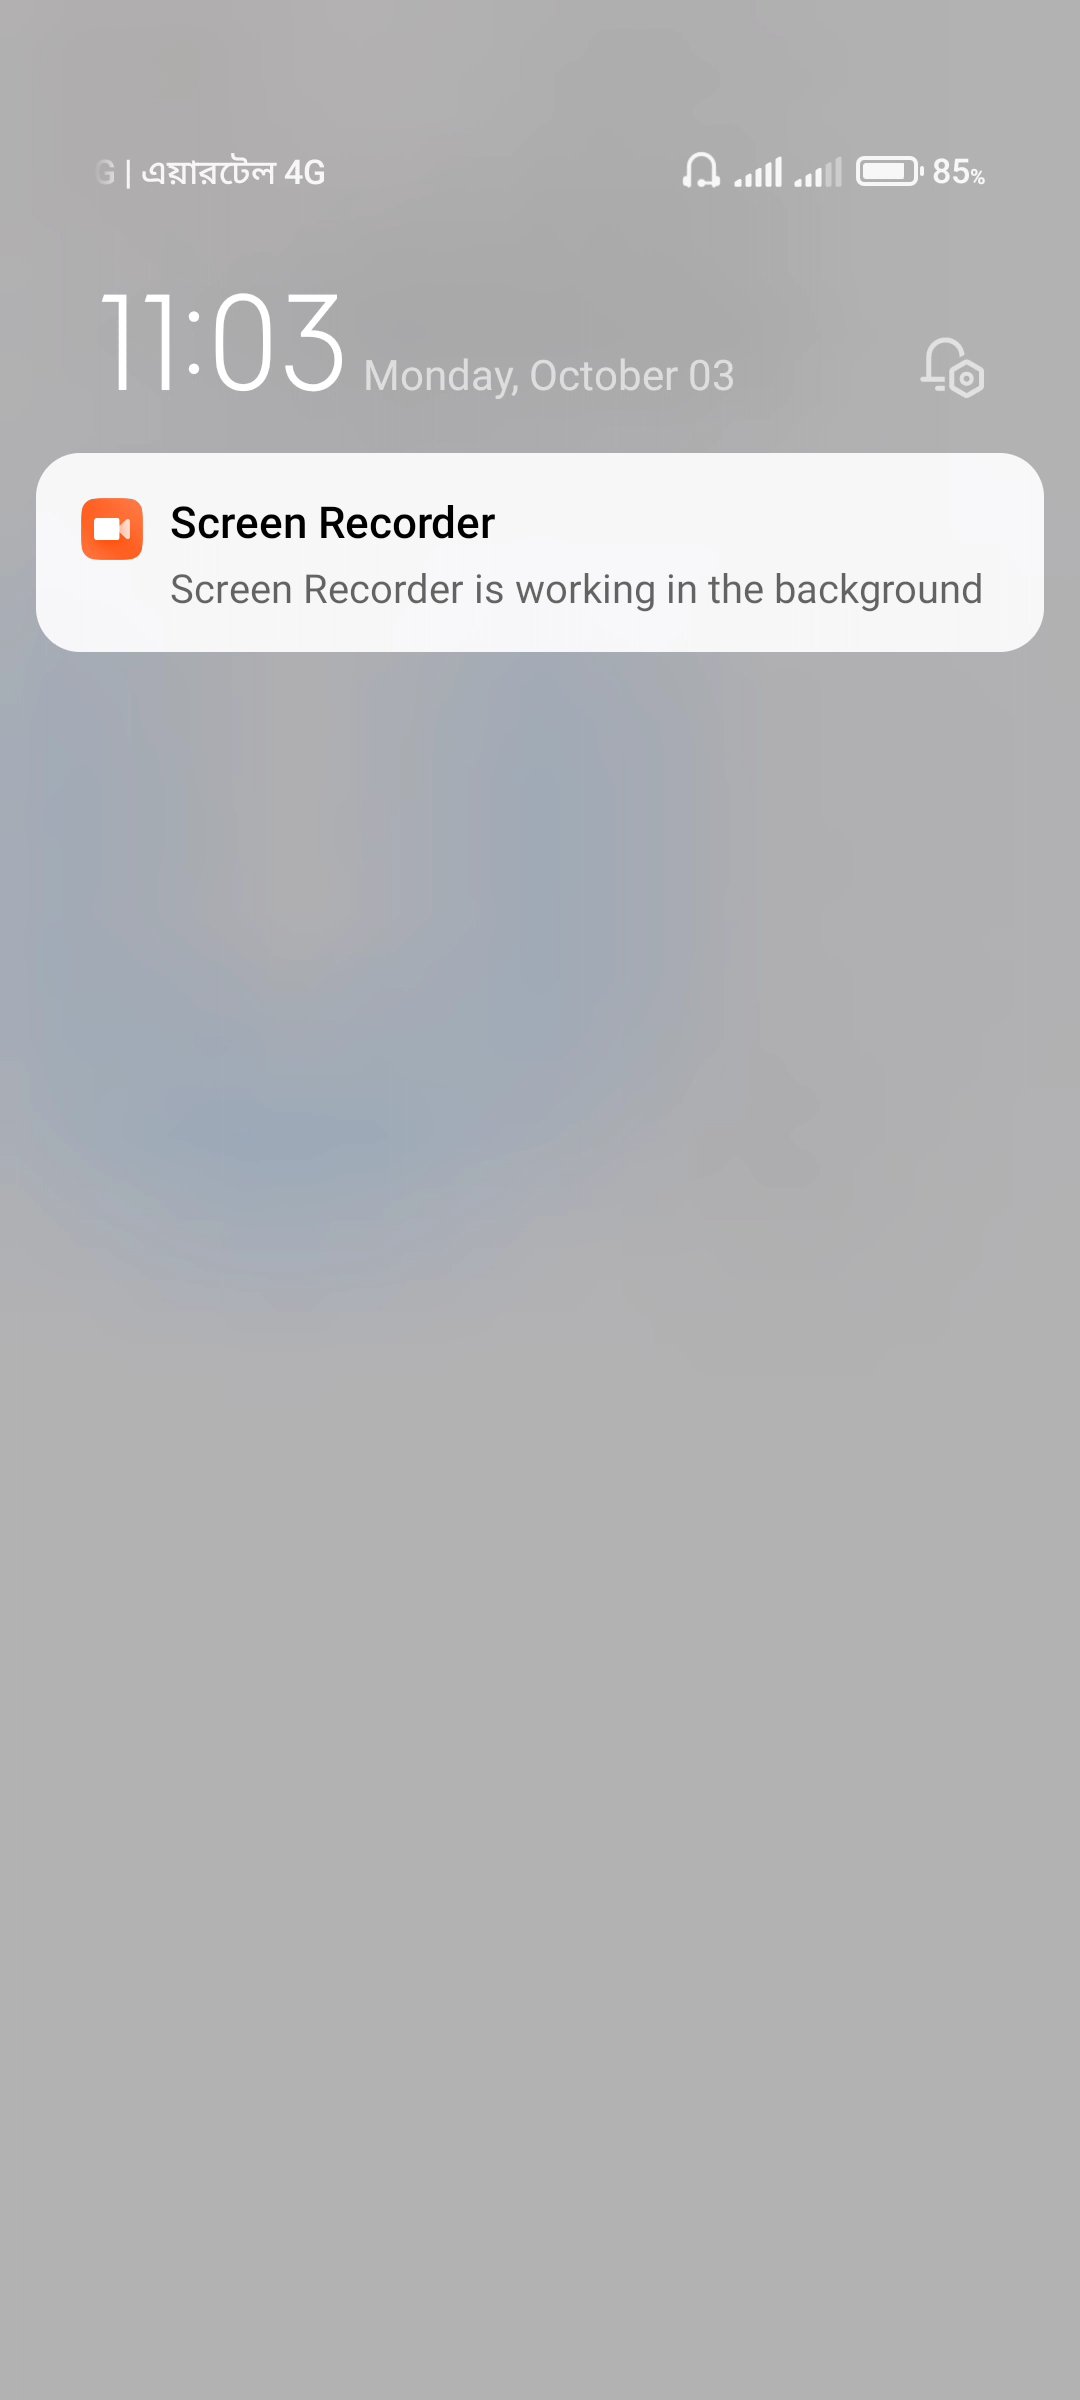 G | এয়ারটেল 4G
85%
11:03 Monday, October 03
Screen Recorder
Screen Recorder is working in the background